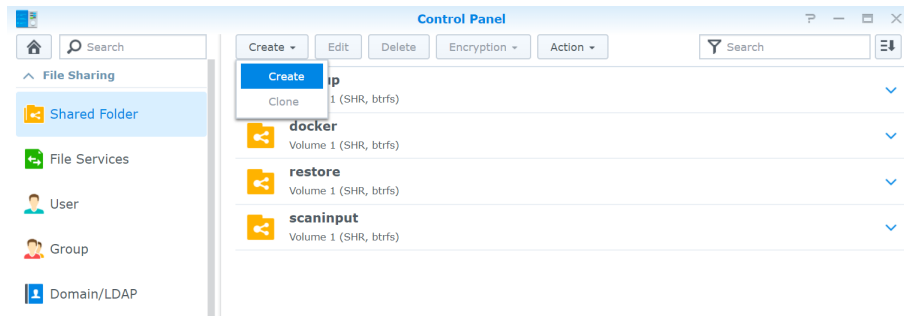 Control Panel
Search
Create Edit Delete Encryption Action Search
File Sharing
Create
Clone
Volume 1 (SHR, btrfs)
Shared Folder
docker
Volume 1 (SHR, btrfs)
File Services
restore
Volume 1 (SHR, btrfs)
User
scaninput
Volume 1 (SHR, btrfs)
Group
Domain/LDAP